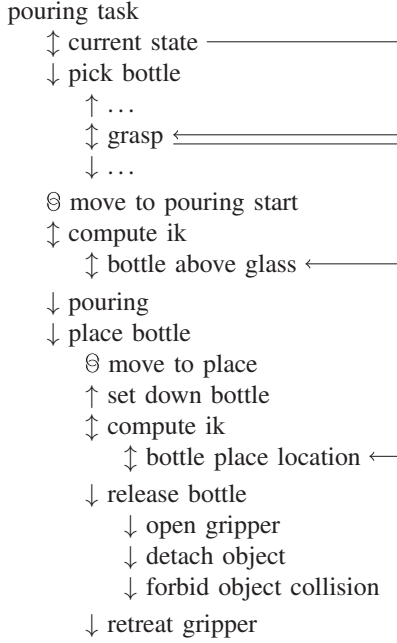 pouring task
↕ current state
↓ pick bottle
↑ ...
↕ grasp
↓ ...
move to pouring start
↕ compute ik
↕ bottle above glass
↓ pouring
↓ place bottle
move to place
↑ set down bottle
↕ compute ik
↕ bottle place location
↓ release bottle
↓ open gripper
↓ detach object
↓ forbid object collision
↓ retreat gripper